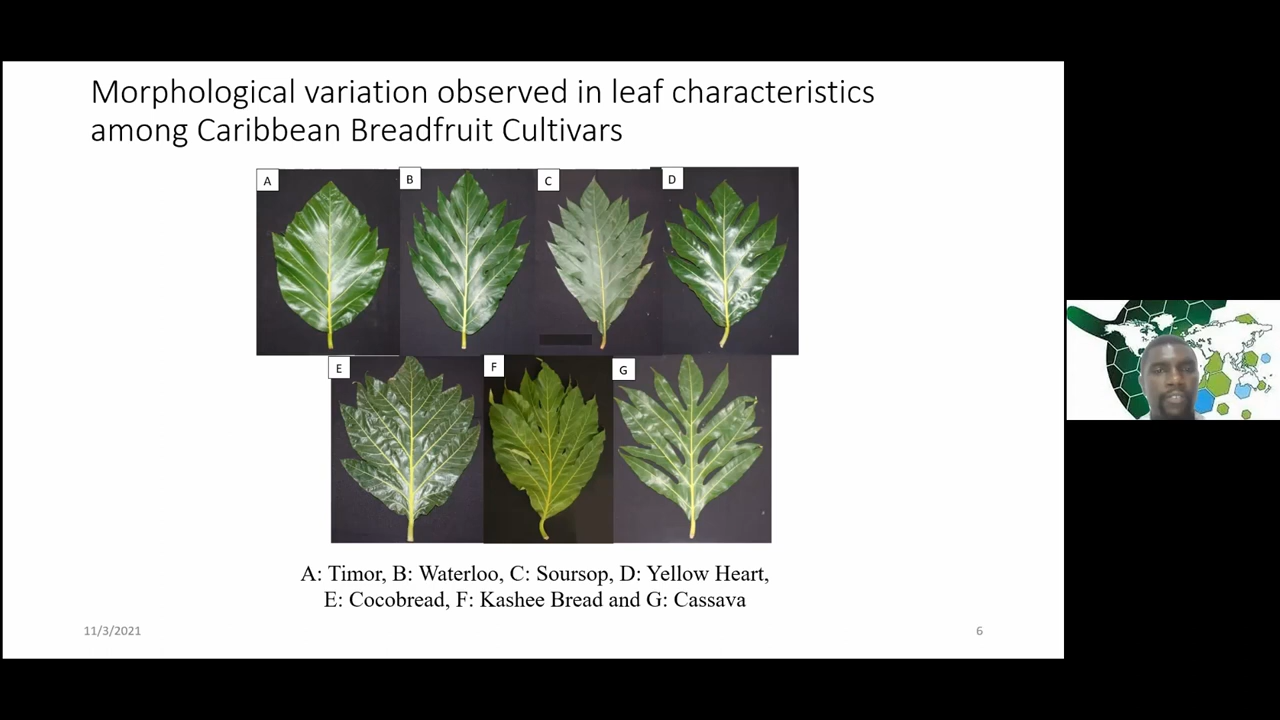 Morphological variation observed in leaf characteristics
among Caribbean Breadfruit Cultivars
A
B
C
D
E
F
G
A: Timor, B: Waterloo, C: Soursop, D: Yellow Heart,
E: Cocobread, F: Kashee Bread and G: Cassava
11/3/2021
6